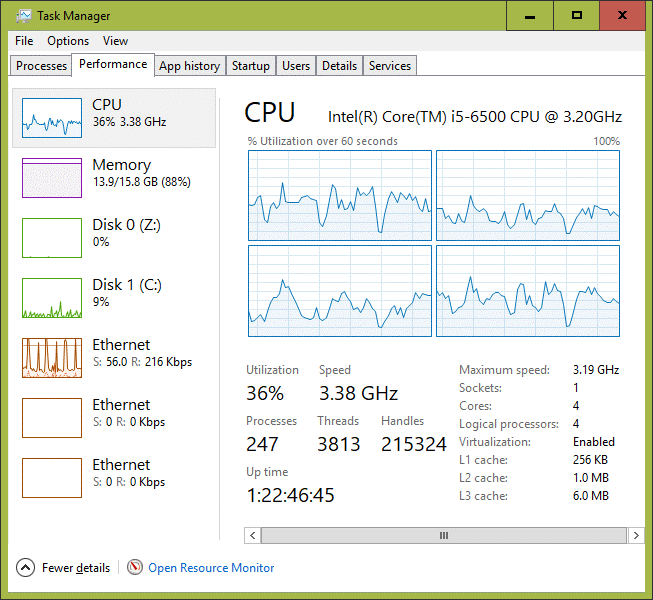 Task Manager
File Options View
Processes Performance App history Startup Users Details Services
CPU
36% 3.38 GHz
Memory
13.9/15.8 GB (88%)
Disk 0 (Z:)
0%
Disk 1 (C:)
9%
Ethernet
S: 56.0 R: 216 Kbps
Ethernet
S: 0 R: 0 Kbps
Ethernet
S: 0 R: 0 Kbps
CPU Intel(R) Core(TM) i5-6500 CPU @ 3.20GHz
% Utilization over 60 seconds 100%
Utilization Speed
36% 3.38 GHz
Processes Threads Handles
247 3813 215324
Up time
1:22:46:45
Maximum speed: 3.19 GHz
Sockets: 1
Cores: 4
Logical processors: 4
Virtualization: Enabled
L1 cache: 256 KB
L2 cache: 1.0 MB
L3 cache: 6.0 MB
Fewer details Open Resource Monitor